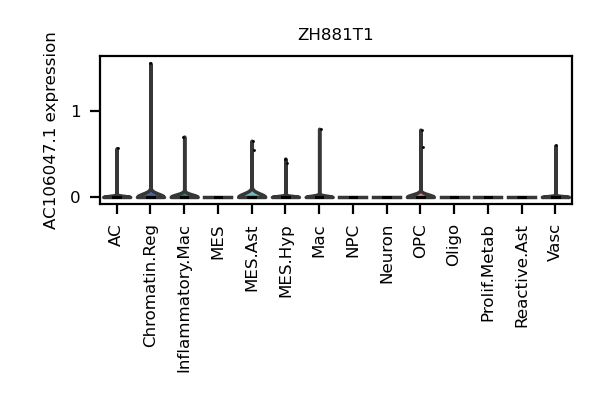 ZH881T1
AC106047.1 expression
1
0
AC
Chromatin.Reg
Inflammatory.Mac
MES
MES.Ast
MES.Hyp
Mac
NPC
Neuron
OPC
Oligo
Prolif.Metab
Reactive.Ast
Vasc